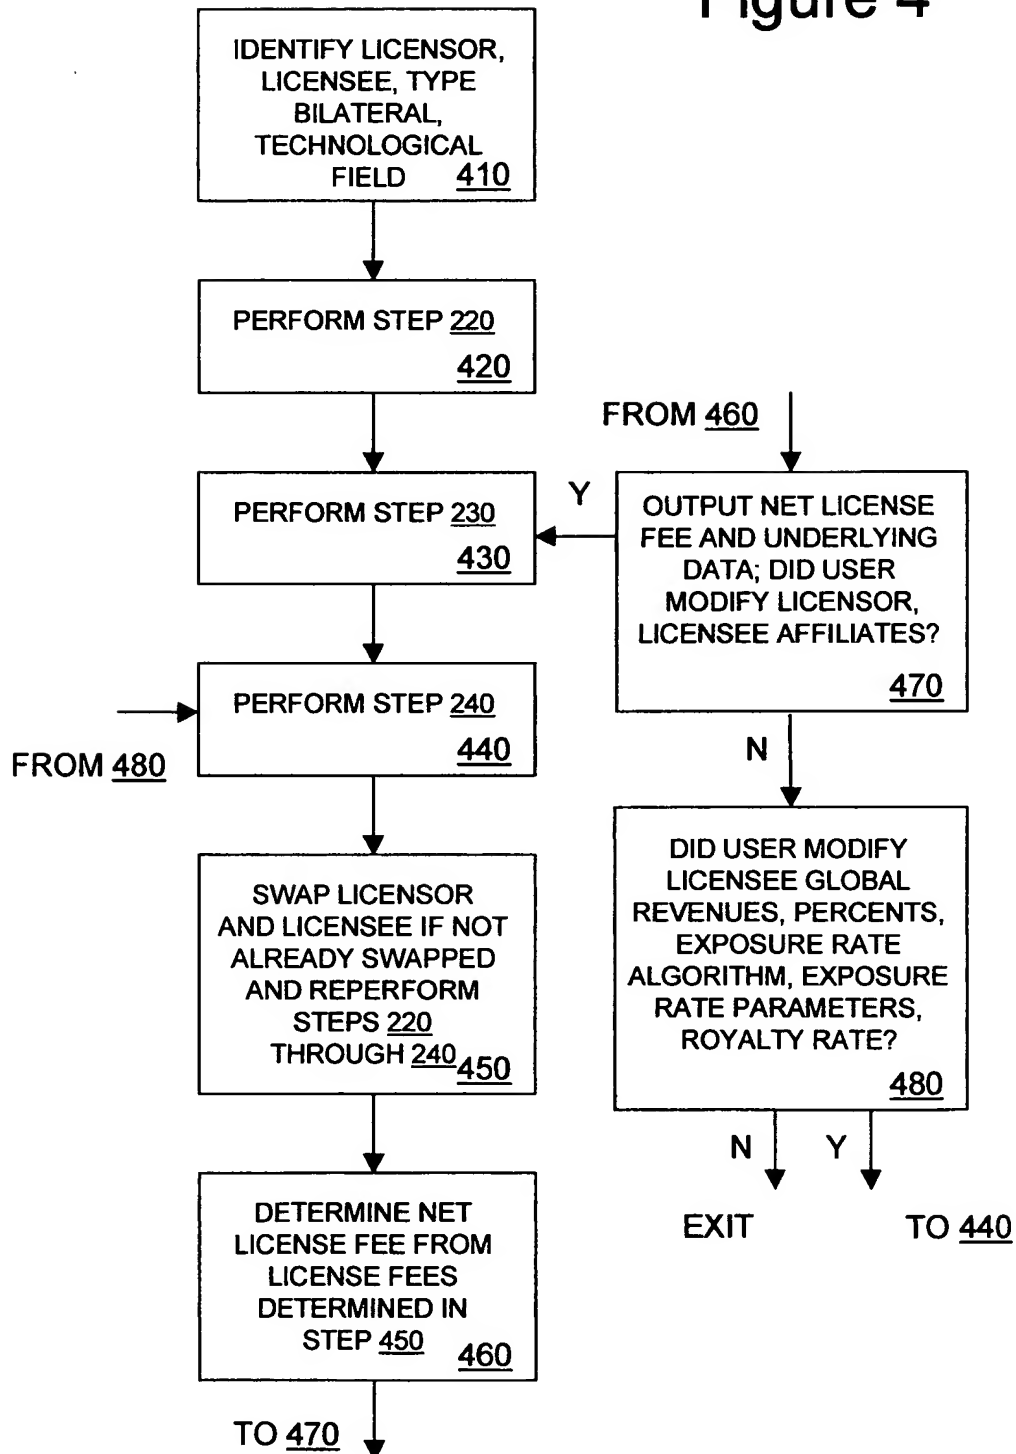 Figure 4
IDENTIFY LICENSOR,
LICENSEE, TYPE
BILATERAL,
TECHNOLOGICAL
FIELD 410
PERFORM STEP 220
420
FROM 460
PERFORM STEP 230
430
Y
OUTPUT NET LICENSE
FEE AND UNDERLYING
DATA; DID USER
MODIFY LICENSOR,
LICENSEE AFFILIATES?
470
PERFORM STEP 240
440
FROM 480
N
SWAP LICENSOR
AND LICENSEE IF NOT
ALREADY SWAPPED
AND REPERFORM
STEPS 220
THROUGH 240 450
DID USER MODIFY
LICENSEE GLOBAL
REVENUES, PERCENTS,
EXPOSURE RATE
ALGORITHM, EXPOSURE
RATE PARAMETERS,
ROYALTY RATE?
480
N Y
EXIT TO 440
DETERMINE NET
LICENSE FEE FROM
LICENSE FEES
DETERMINED IN
STEP 450 460
TO 470